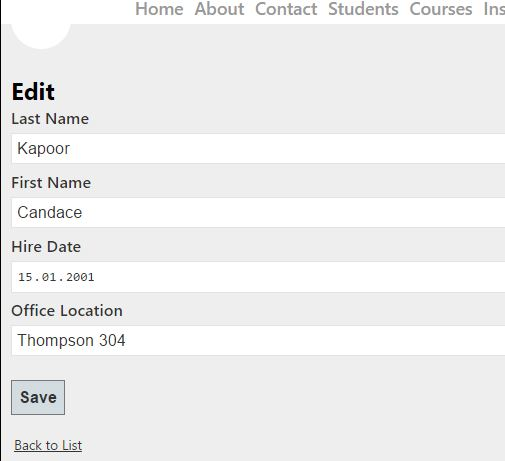 Home About Contact Students Courses Ins
Edit
Last Name
Kapoor
First Name
Candace
Hire Date
15.01.2001
Office Location
Thompson 304
Save
Back to List